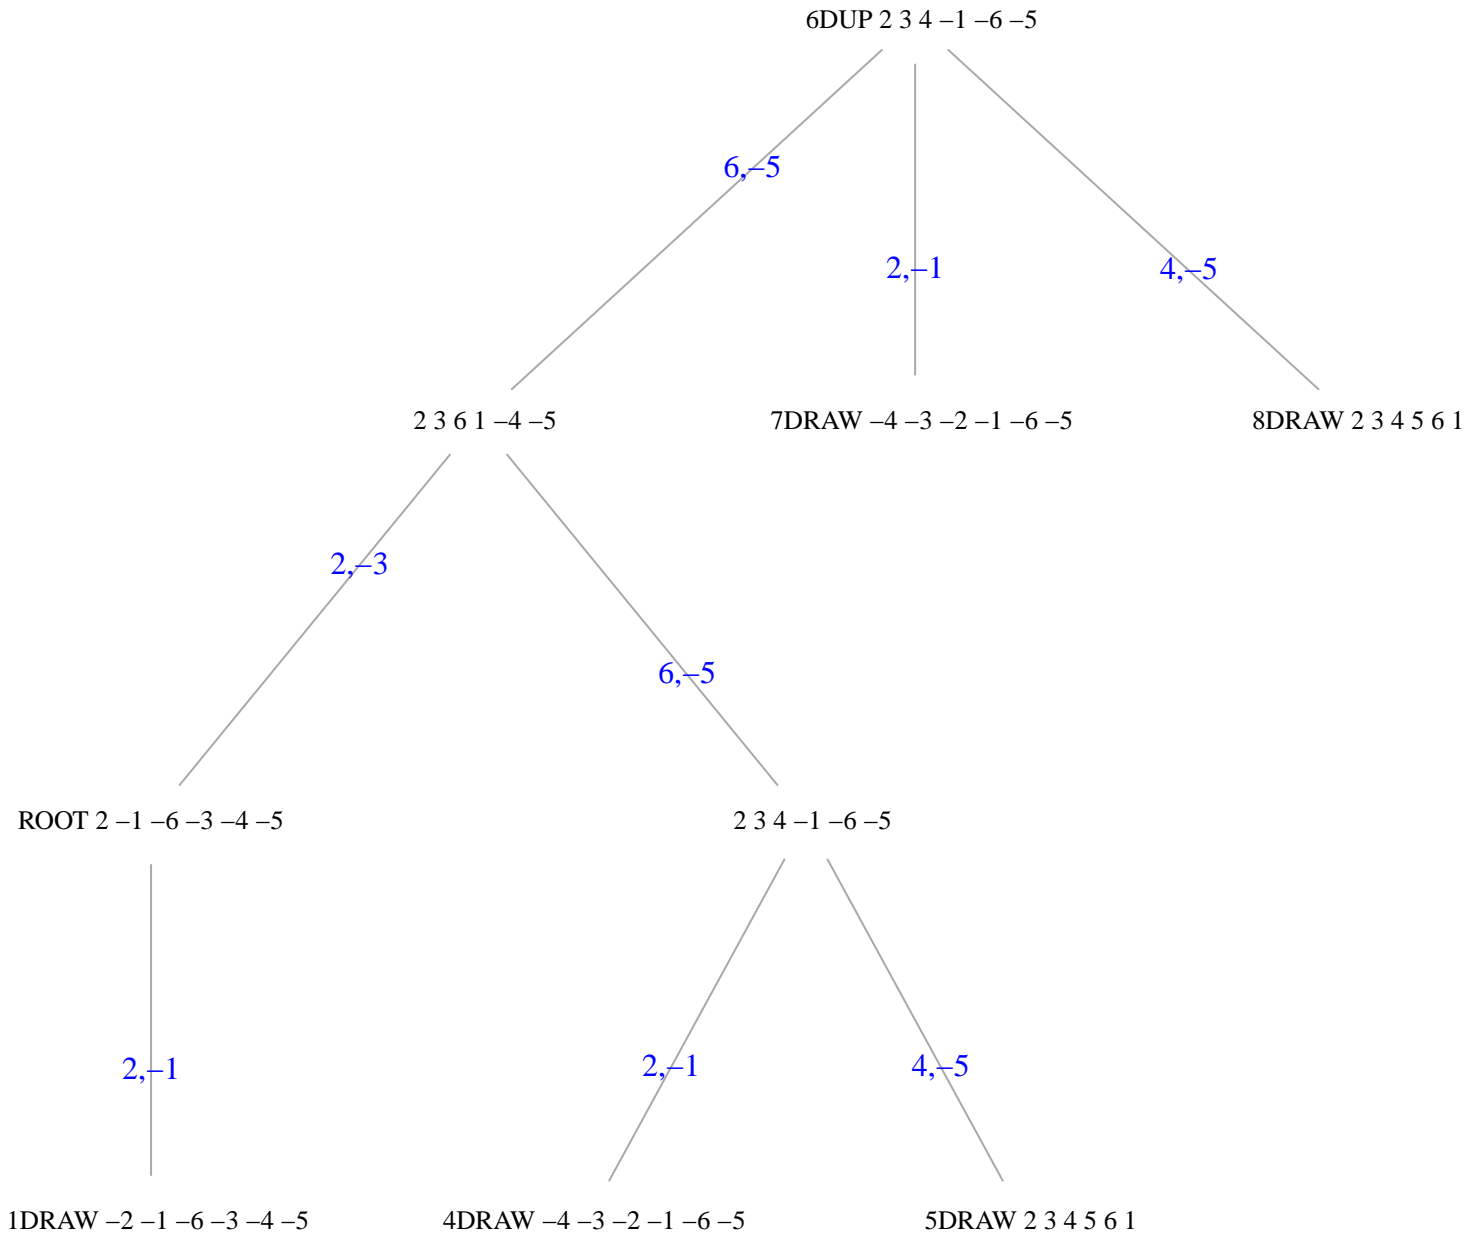 6DUP 2 3 4 –1 –6 –5
6,–5
2,–1
4,–5
2 3 6 1 –4 –5
7DRAW –4 –3 –2 –1 –6 –5
8DRAW 2 3 4 5 6 1
2,–3
6,–5
ROOT 2 –1 –6 –3 –4 –5
2 3 4 –1 –6 –5
2,–1
2,–1
4,–5
1DRAW –2 –1 –6 –3 –4 –5
4DRAW –4 –3 –2 –1 –6 –5
5DRAW 2 3 4 5 6 1